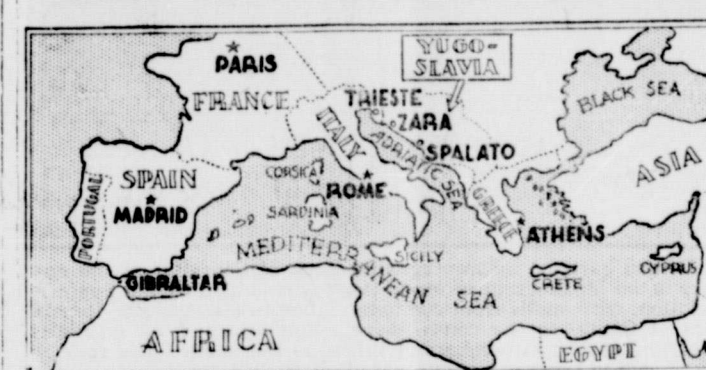 PARIS
FRANCE
YUGO-
SLAVIA
BLACK SEA
TRIESTE
ZARA
ITALY
ADRIATIC SEA
SPALATO
ASIA
SPAIN
PORTUGAL
MADRID
CORSICA
ROME
SARDINIA
GREECE
ATHENS
MEDITERRANEAN SEA
SICILY
CRETE
CYPRUS
GIBRALTAR
AFRICA
EGYPT